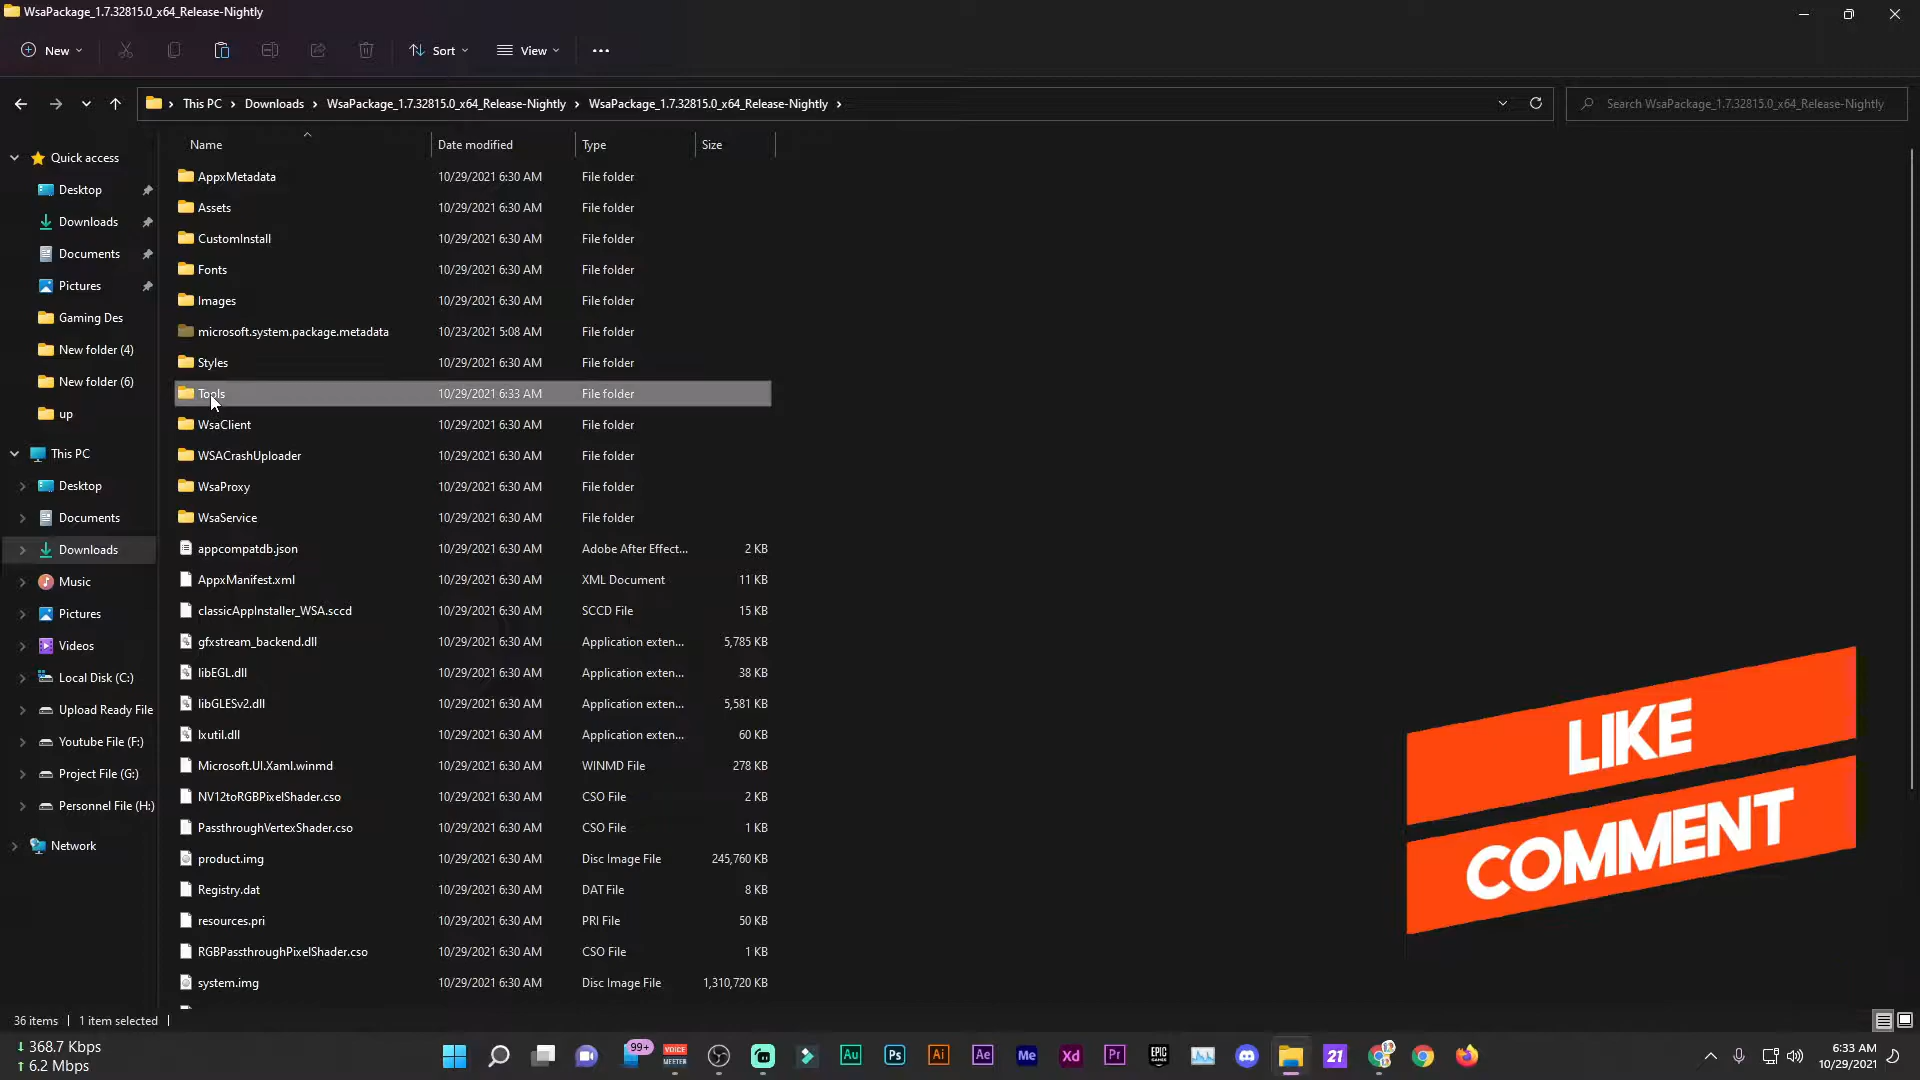 WsaPackage_1.7.32815.0_x64_Release-Nightly
New
Sort
View
This PC > Downloads > WsaPackage_1.7.32815.0_x64_Release-Nightly > WsaPackage_1.7.32815.0_x64_Release-Nightly >
Search WsaPackage_1.7.32815.0_x64_Release-Nightly
Name Date modified Type Size
Quick access
Desktop
Downloads
Documents
Pictures
Gaming Des
New folder (4)
New folder (6)
up
This PC
Desktop
Documents
Downloads
Music
Pictures
Videos
Local Disk (C:)
Upload Ready File
Youtube File (F:)
Project File (G:)
Personnel File (H:)
Network
AppxMetadata 10/29/2021 6:30 AM File folder
Assets 10/29/2021 6:30 AM File folder
CustomInstall 10/29/2021 6:30 AM File folder
Fonts 10/29/2021 6:30 AM File folder
Images 10/29/2021 6:30 AM File folder
microsoft.system.package.metadata 10/23/2021 5:08 AM File folder
Styles 10/29/2021 6:30 AM File folder
Tools 10/29/2021 6:33 AM File folder
WsaClient 10/29/2021 6:30 AM File folder
WSACrashUploader 10/29/2021 6:30 AM File folder
WsaProxy 10/29/2021 6:30 AM File folder
WsaService 10/29/2021 6:30 AM File folder
appcompatdb.json 10/29/2021 6:30 AM Adobe After Effect... 2 KB
AppxManifest.xml 10/29/2021 6:30 AM XML Document 11 KB
classicAppInstaller_WSA.sccd 10/29/2021 6:30 AM SCCD File 15 KB
gfxstream_backend.dll 10/29/2021 6:30 AM Application exten... 5,785 KB
libEGL.dll 10/29/2021 6:30 AM Application exten... 38 KB
libGLESv2.dll 10/29/2021 6:30 AM Application exten... 5,581 KB
lxutil.dll 10/29/2021 6:30 AM Application exten... 60 KB
Microsoft.UI.Xaml.winmd 10/29/2021 6:30 AM WINMD File 278 KB
NV12toRGBPixelShader.cso 10/29/2021 6:30 AM CSO File 2 KB
PassthroughVertexShader.cso 10/29/2021 6:30 AM CSO File 1 KB
product.img 10/29/2021 6:30 AM Disc Image File 245,760 KB
Registry.dat 10/29/2021 6:30 AM DAT File 8 KB
resources.pri 10/29/2021 6:30 AM PRI File 50 KB
RGBPassthroughPixelShader.cso 10/29/2021 6:30 AM CSO File 1 KB
system.img 10/29/2021 6:30 AM Disc Image File 1,310,720 KB
LIKE
COMMENT
36 items | 1 item selected |
↓ 368.7 Kbps
↑ 6.2 Mbps
99+
VOICE
MEETER
Au
Ps
Ai
Ae
Me
Xd
Pr
EPIC
GAMES
21
6:33 AM
10/29/2021